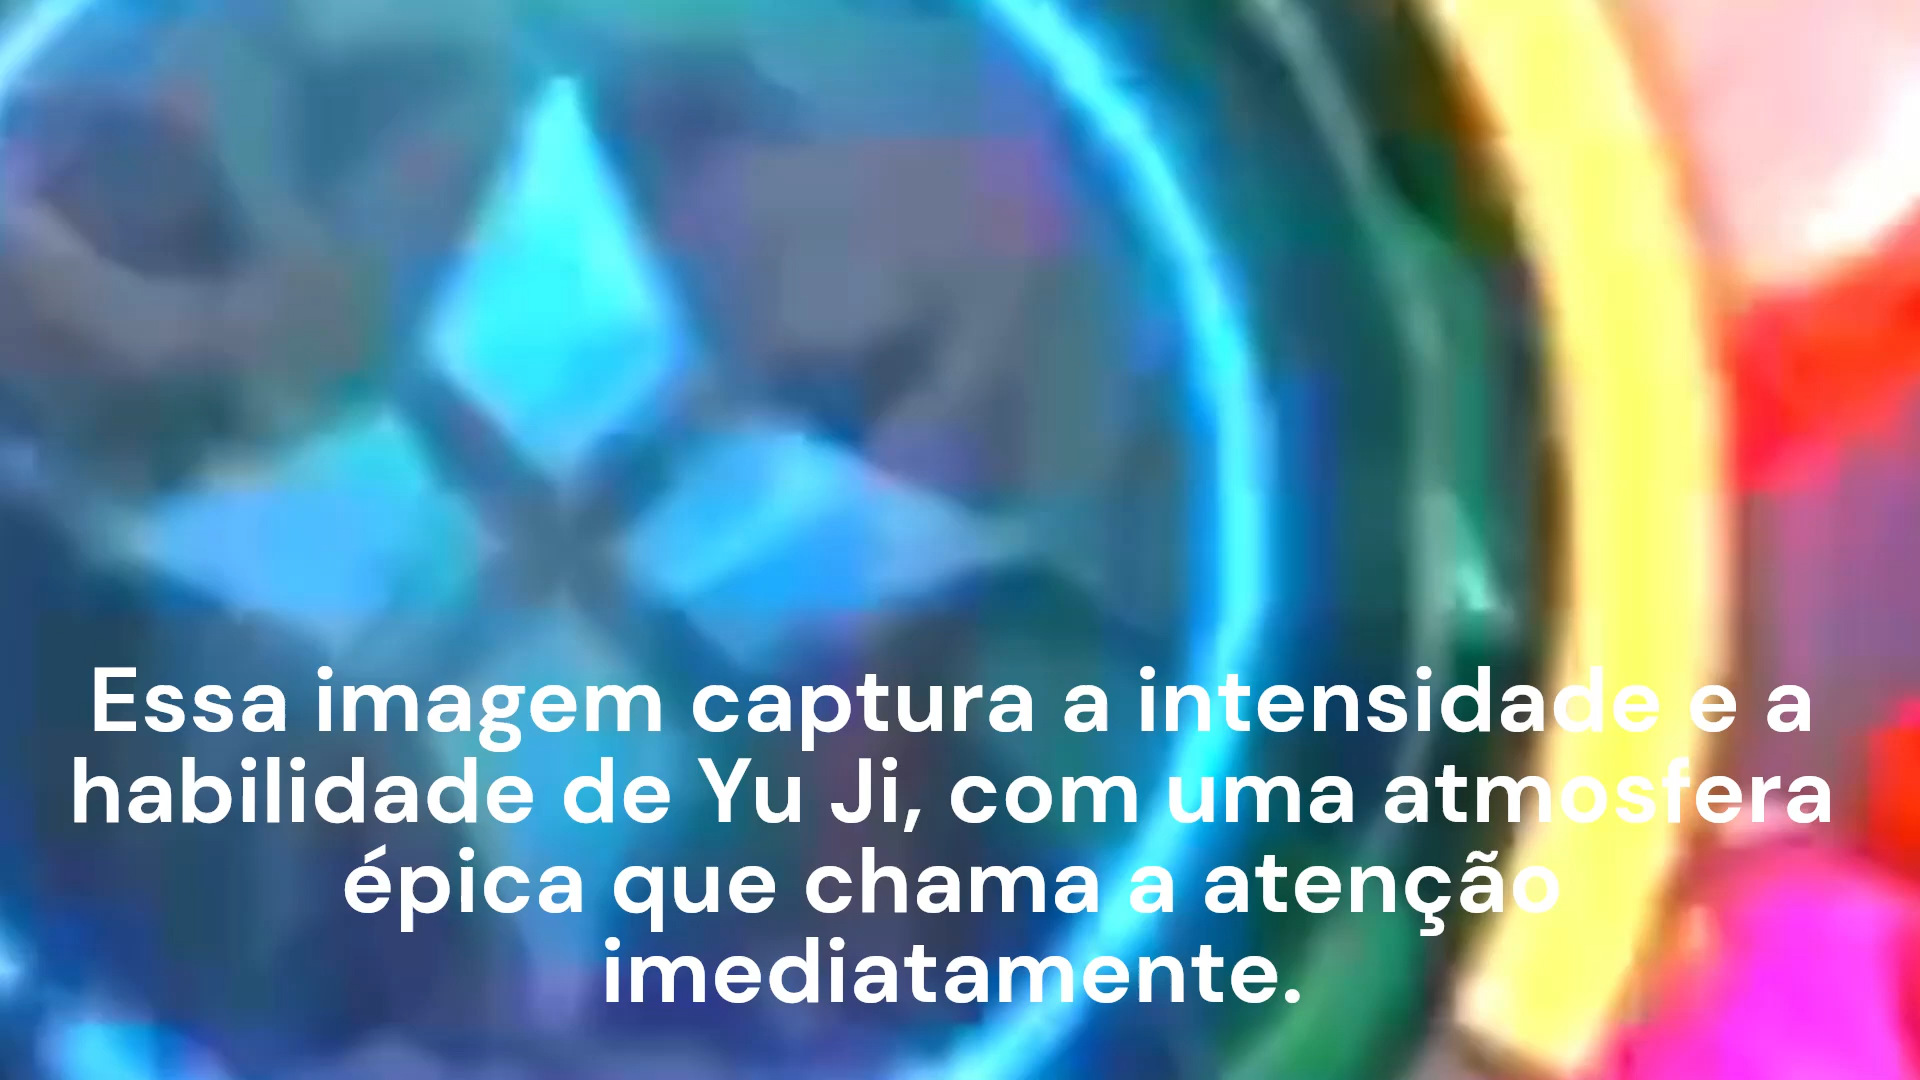 Essa imagem captura a intensidade e a
habilidade de Yu Ji, com uma atmosfera
épica que chama a atenção
imediatamente.